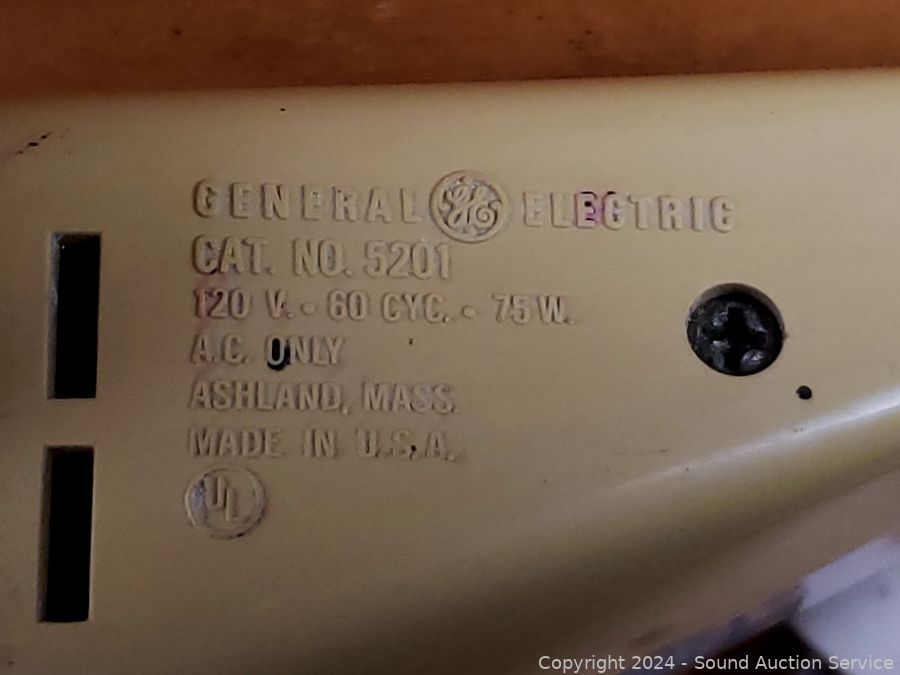 GENERAL GE ELECTRIC
CAT. NO. 5201
120 V. - 60 CYC. - 75 W.
A.C. ONLY
ASHLAND, MASS.
MADE IN U.S.A.
UL
Copyright © 2024 - Sound Auction Service